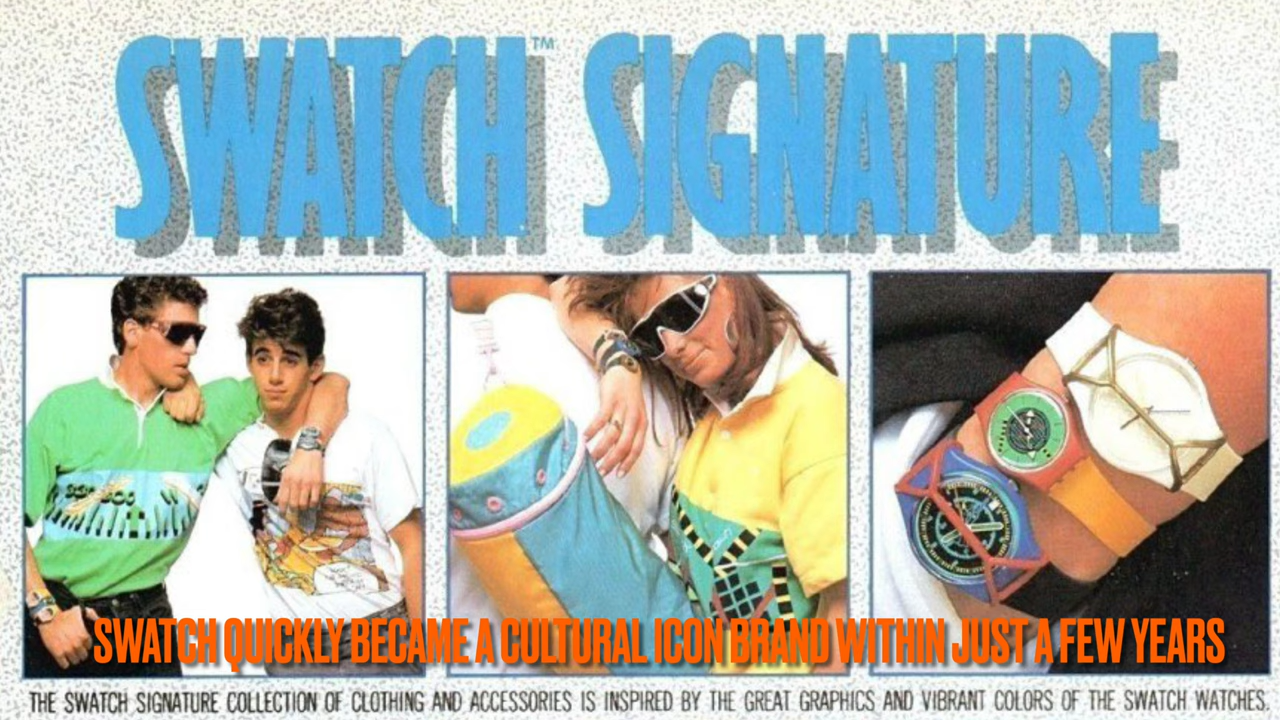 SWATCH™ SIGNATURE
SWATCH QUICKLY BECAME A CULTURAL ICON BRAND WITHIN JUST A FEW YEARS
THE SWATCH SIGNATURE COLLECTION OF CLOTHING AND ACCESSORIES IS INSPIRED BY THE GREAT GRAPHICS AND VIBRANT COLORS OF THE SWATCH WATCHES.